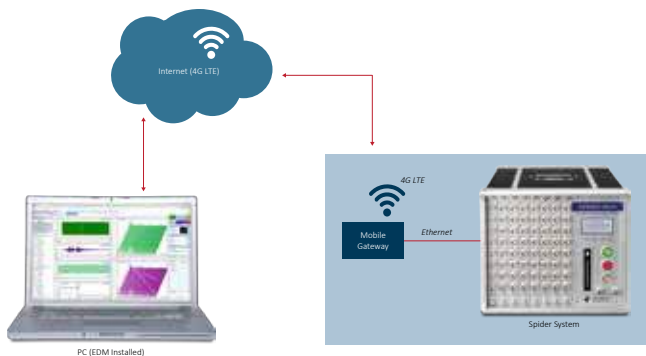 Internet (4G LTE)
4G LTE
Mobile
Gateway
Ethernet
Spider System
PC (EDM Installed)